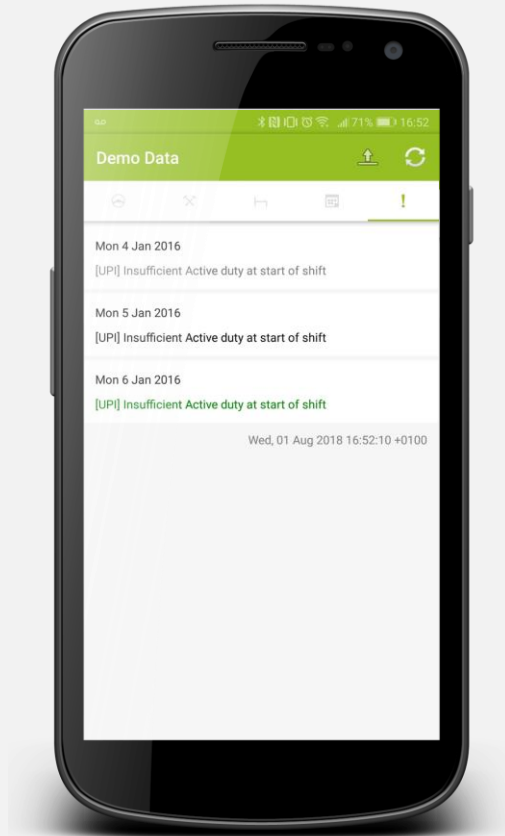 71% 16:52
Demo Data
Mon 4 Jan 2016
[UPI] Insufficient Active duty at start of shift
Mon 5 Jan 2016
[UPI] Insufficient Active duty at start of shift
Mon 6 Jan 2016
[UPI] Insufficient Active duty at start of shift
Wed, 01 Aug 2018 16:52:10 +0100